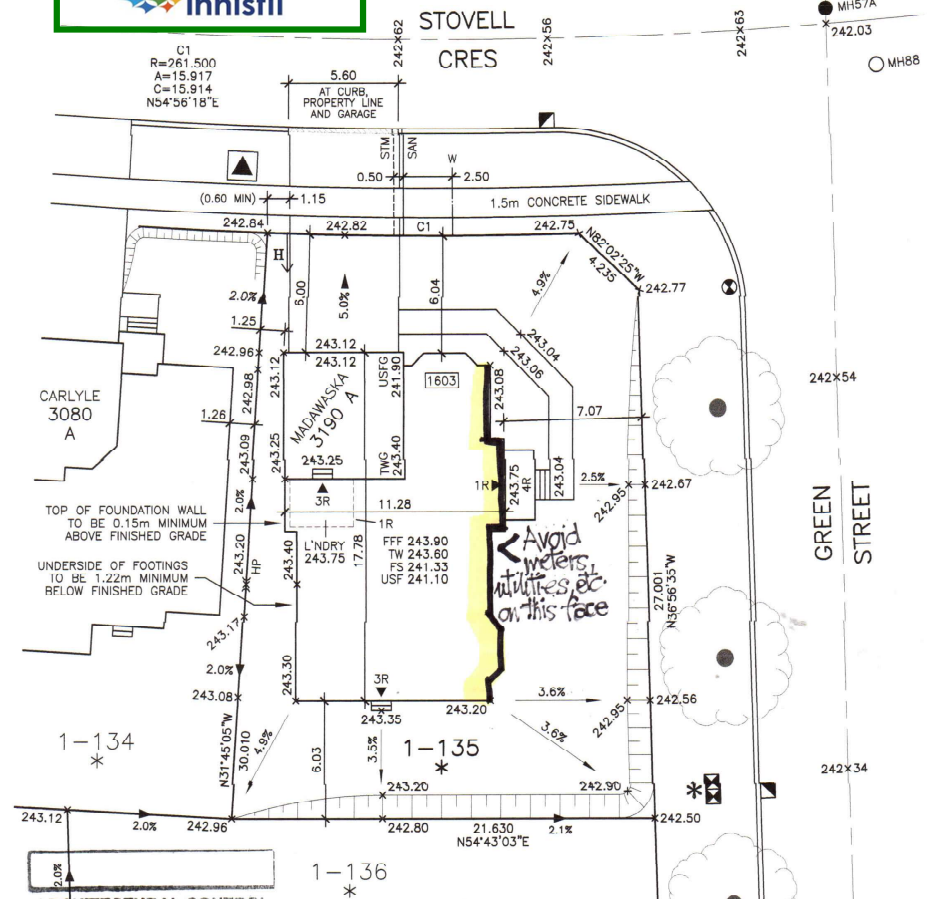 Innisfil
STOVELL
CRES
242×62
242×56
242×63
MH57A
242.03
MH88
C1
R=261.500
A=15.917
C=15.914
N54°56'18"E
5.60
AT CURB,
PROPERTY LINE
AND GARAGE
STM
SAN
W
0.50
2.50
(0.60 MIN)
1.15
1.5m CONCRETE SIDEWALK
242.84
242.82
C1
242.75
N82°02'25"W
4.235
242.77
H
2.0%
6.00
5.0%
6.04
4.9%
1.25
242.96
243.12
243.12
243.12
243.04
243.06
242.98
USFG
241.90
1603
243.08
242×54
CARLYLE
3080
A
MADAWASKA
3190 A
7.07
1.26
243.09
243.25
243.25
TWG
243.40
3R
1R
243.75
4R
243.04
2.5%
242.95
242.67
2.0%
11.28
1R
TOP OF FOUNDATION WALL
TO BE 0.15m MINIMUM
ABOVE FINISHED GRADE
243.20
HP
243.40
L'NDRY
243.75
17.78
FFF 243.90
TW 243.60
FS 241.33
USF 241.10
Avoid
meters,
utilities, etc.
on this face
GREEN
STREET
27.001
N36°56'35"W
UNDERSIDE OF FOOTINGS
TO BE 1.22m MINIMUM
BELOW FINISHED GRADE
243.17
2.0%
243.08
243.30
3R
243.35
243.20
3.6%
242.95
242.56
1-134
*
N31°45'05"W
30.010
4.9%
6.03
3.5%
1-135
*
3.6%
242×34
243.20
242.90
*
243.12
2.0%
242.96
242.80
21.630
2.1%
242.50
N54°43'03"E
2.0%
1-136
*